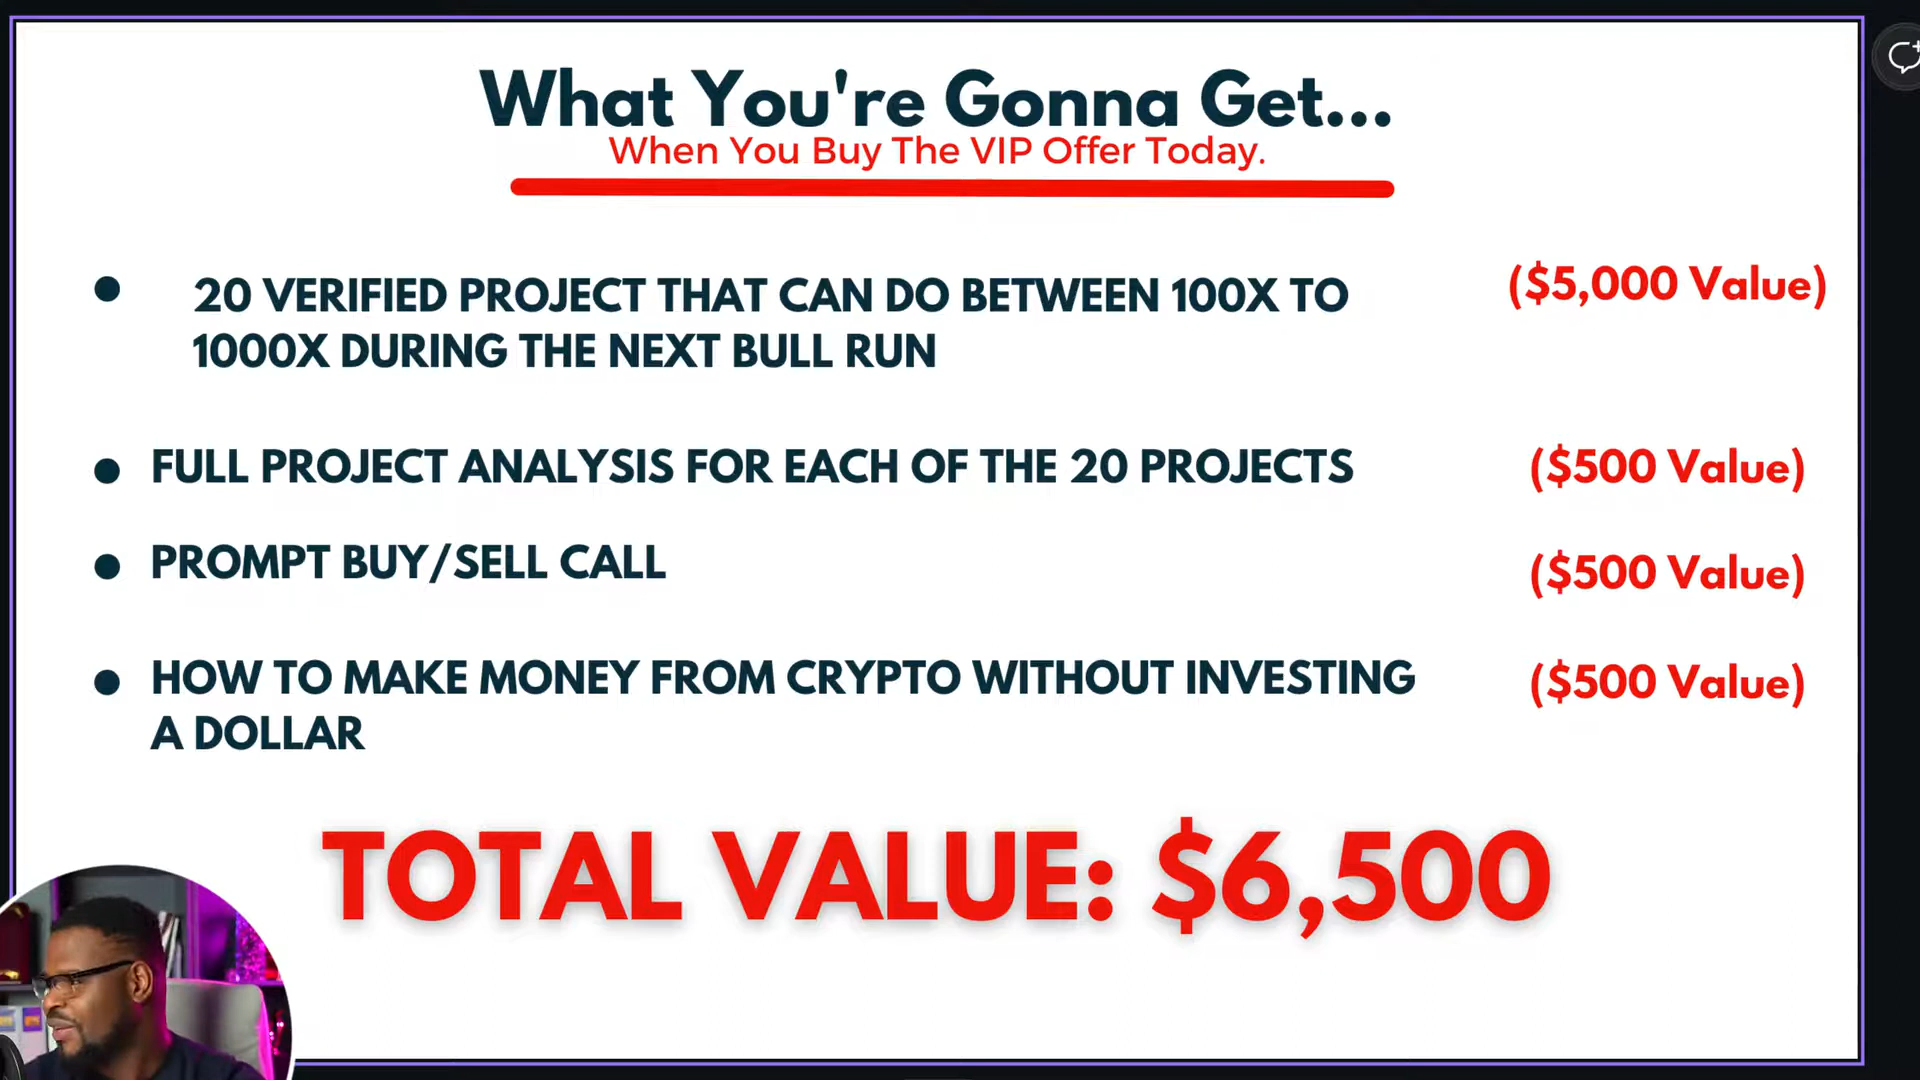 What You're Gonna Get...
When You Buy The VIP Offer Today.
20 VERIFIED PROJECT THAT CAN DO BETWEEN 100X TO
1000X DURING THE NEXT BULL RUN
($5,000 Value)
FULL PROJECT ANALYSIS FOR EACH OF THE 20 PROJECTS
($500 Value)
PROMPT BUY/SELL CALL
($500 Value)
HOW TO MAKE MONEY FROM CRYPTO WITHOUT INVESTING
A DOLLAR
($500 Value)
TOTAL VALUE: $6,500